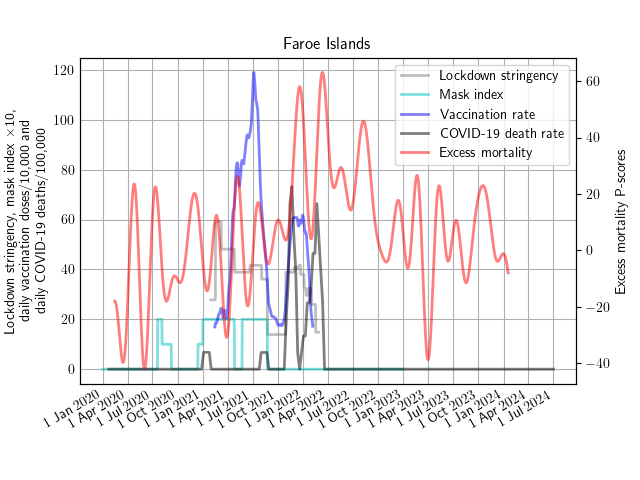 Faroe Islands
Lockdown stringency, mask index ×10,
daily vaccination doses/10,000 and
daily COVID-19 deaths/100,000
120
100
80
60
40
20
0
Lockdown stringency
Mask index
Vaccination rate
COVID-19 death rate
Excess mortality
60
40
20
0
−20
−40
Excess mortality P-scores
1 Jan 2020
1 Apr 2020
1 Jul 2020
1 Oct 2020
1 Jan 2021
1 Apr 2021
1 Jul 2021
1 Oct 2021
1 Jan 2022
1 Apr 2022
1 Jul 2022
1 Oct 2022
1 Jan 2023
1 Apr 2023
1 Jul 2023
1 Oct 2023
1 Jan 2024
1 Apr 2024
1 Jul 2024